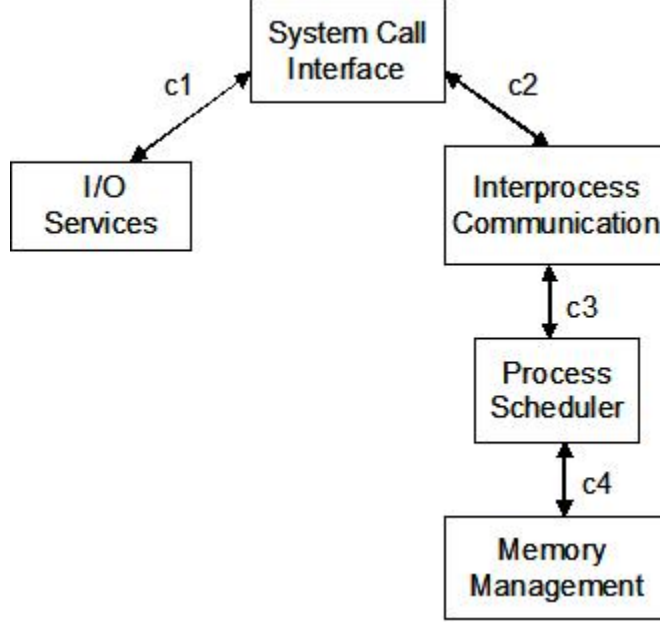 System Call
Interface
c1
c2
I/O
Services
Interprocess
Communication
c3
Process
Scheduler
c4
Memory
Management